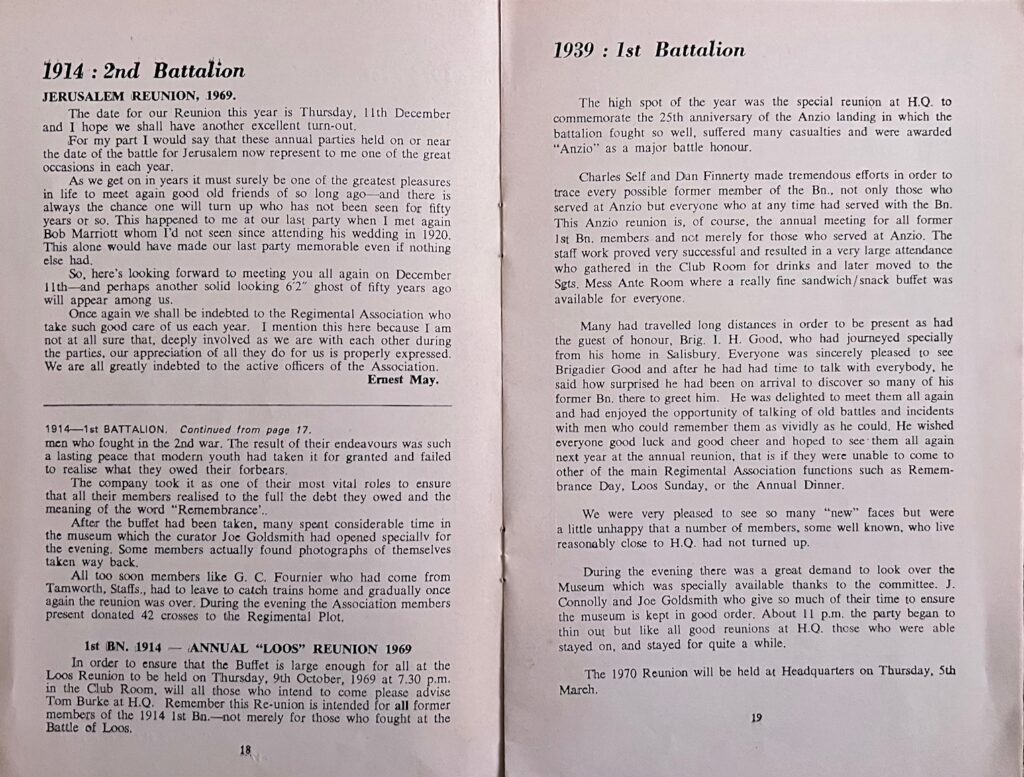 1914 : 2nd Battalion
JERUSALEM REUNION, 1969.
The date for our Reunion this year is Thursday, 11th December
and I hope we shall have another excellent turn-out.
For my part I would say that these annual parties held on or near
the date of the battle for Jerusalem now represent to me one of the great
occasions in each year.
As we get on in years it must surely be one of the greatest pleasures
in life to meet again good old friends of so long ago—and there is
always the chance one will turn up who has not been seen for fifty
years or so. This happened to me at our last party when I met again
Bob Marriott whom I'd not seen since attending his wedding in 1920.
This alone would have made our last party memorable even if nothing
else had.
So, here's looking forward to meeting you all again on December
11th—and perhaps another solid looking 6'2" ghost of fifty years ago
will appear among us.
Once again we shall be indebted to the Regimental Association who
take such good care of us each year. I mention this here because I am
not at all sure that, deeply involved as we are with each other during
the parties, our appreciation of all they do for us is properly expressed.
We are all greatly indebted to the active officers of the Association.
Ernest May.
1914—1st BATTALION. Continued from page 17.
men who fought in the 2nd war. The result of their endeavours was such
a lasting peace that modern youth had taken it for granted and failed
to realise what they owed their forbears.
The company took it as one of their most vital roles to ensure
that all their members realised to the full the debt they owed and the
meaning of the word "Remembrance'..
After the buffet had been taken, many spent considerable time in
the museum which the curator Joe Goldsmith had opened specially for
the evening. Some members actually found photographs of themselves
taken way back.
All too soon members like G. C. Fournier who had come from
Tamworth, Staffs., had to leave to catch trains home and gradually once
again the reunion was over. During the evening the Association members
present donated 42 crosses to the Regimental Plot.
1st BN. 1914 — ANNUAL "LOOS" REUNION 1969
In order to ensure that the Buffet is large enough for all at the
Loos Reunion to be held on Thursday, 9th October, 1969 at 7.30 p.m.
in the Club Room, will all those who intend to come please advise
Tom Burke at H.Q. Remember this Re-union is intended for all former
members of the 1914 1st Bn.—not merely for those who fought at the
Battle of Loos.
18
1939 : 1st Battalion
The high spot of the year was the special reunion at H.Q. to
commemorate the 25th anniversary of the Anzio landing in which the
battalion fought so well, suffered many casualties and were awarded
"Anzio" as a major battle honour.
Charles Self and Dan Finnerty made tremendous efforts in order to
trace every possible former member of the Bn., not only those who
served at Anzio but everyone who at any time had served with the Bn.
This Anzio reunion is, of course, the annual meeting for all former
1st Bn. members and not merely for those who served at Anzio. The
staff work proved very successful and resulted in a very large attendance
who gathered in the Club Room for drinks and later moved to the
Sgts. Mess Ante Room where a really fine sandwich/snack buffet was
available for everyone.
Many had travelled long distances in order to be present as had
the guest of honour, Brig. I. H. Good, who had journeyed specially
from his home in Salisbury. Everyone was sincerely pleased to see
Brigadier Good and after he had had time to talk with everybody, he
said how surprised he had been on arrival to discover so many of his
former Bn. there to greet him. He was delighted to meet them all again
and had enjoyed the opportunity of talking of old battles and incidents
with men who could remember them as vividly as he could. He wished
everyone good luck and good cheer and hoped to see them all again
next year at the annual reunion, that is if they were unable to come to
other of the main Regimental Association functions such as Remem-
brance Day, Loos Sunday, or the Annual Dinner.
We were very pleased to see so many "new" faces but were
a little unhappy that a number of members, some well known, who live
reasonably close to H.Q. had not turned up.
During the evening there was a great demand to look over the
Museum which was specially available thanks to the committee. J.
Connolly and Joe Goldsmith who give so much of their time to ensure
the museum is kept in good order. About 11 p.m. the party began to
thin out but like all good reunions at H.Q. those who were able
stayed on, and stayed for quite a while.
The 1970 Reunion will be held at Headquarters on Thursday, 5th
March.
19